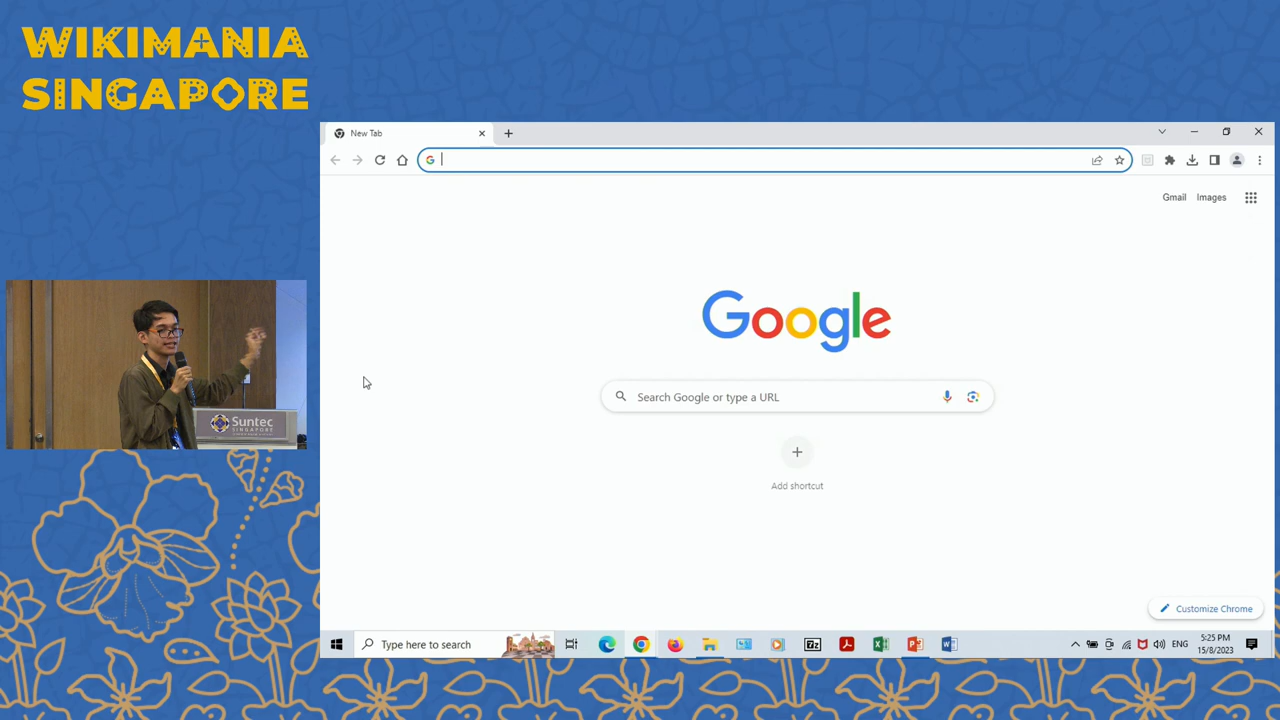 WIKIMANIA
SINGAPORE
New Tab
Gmail Images
Google
Search Google or type a URL
Add shortcut
Customize Chrome
Suntec
SINGAPORE
Type here to search
7z
ENG
5:25 PM
15/8/2023